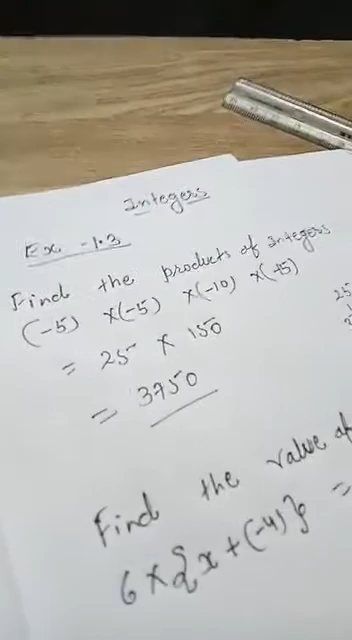 Integers
Ex - 1.3
Find the products of Integers
(-5) ×(-5) ×(-10) ×(-15)
= 25 × 150
= 3750
25
Find the value of
6×{x+(-4)} =